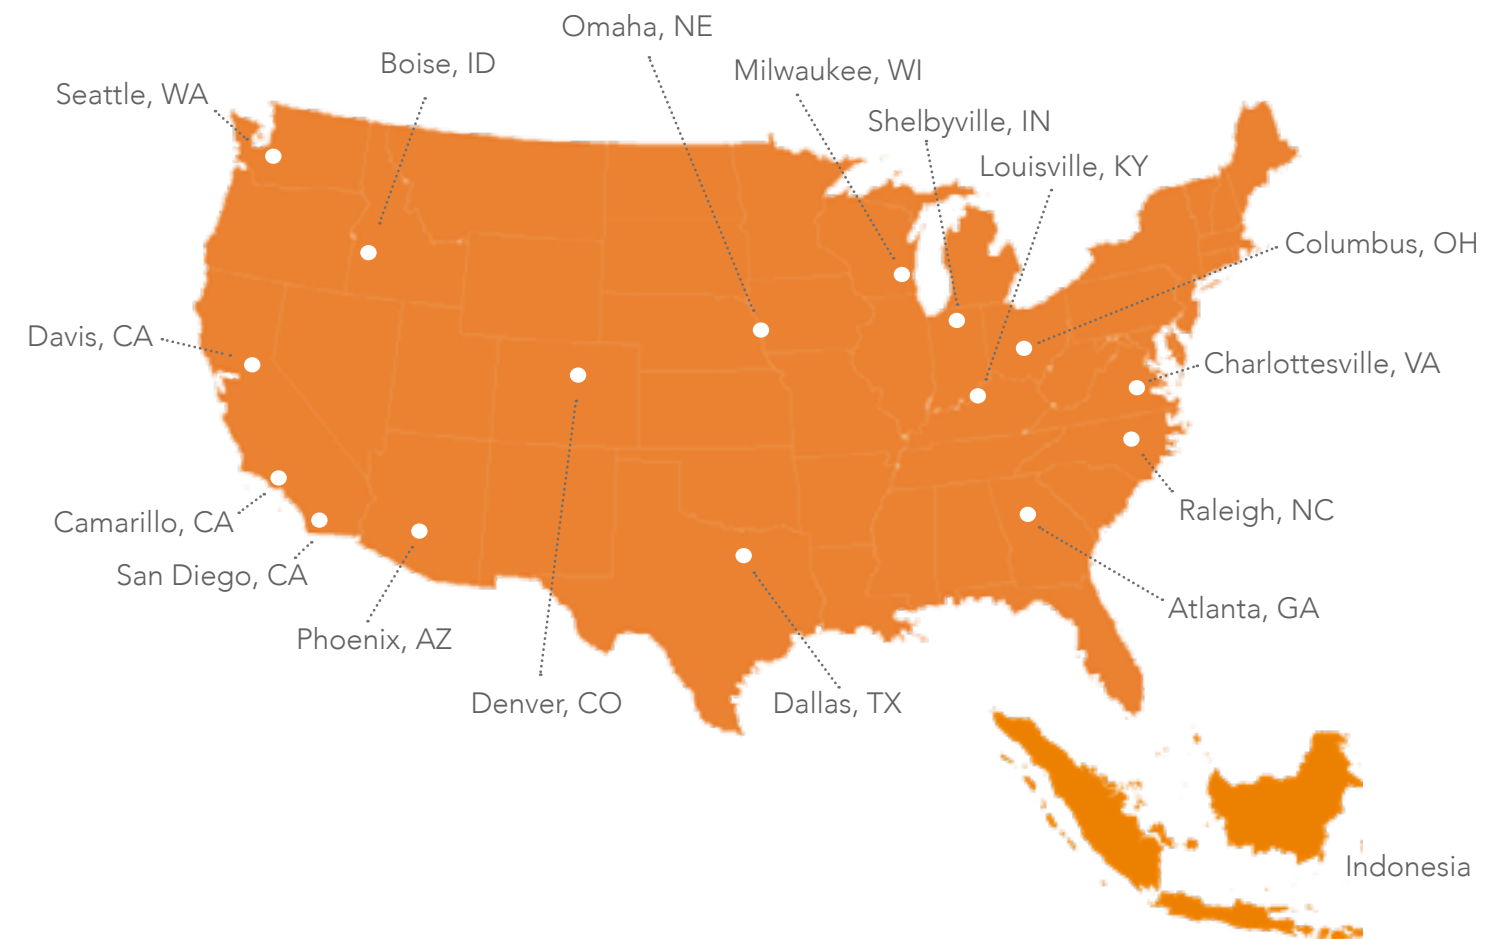 Omaha, NE
Boise, ID
Milwaukee, WI
Seattle, WA
Shelbyville, IN
Louisville, KY
Columbus, OH
Davis, CA
Charlottesville, VA
Camarillo, CA
Raleigh, NC
San Diego, CA
Atlanta, GA
Phoenix, AZ
Denver, CO
Dallas, TX
Indonesia